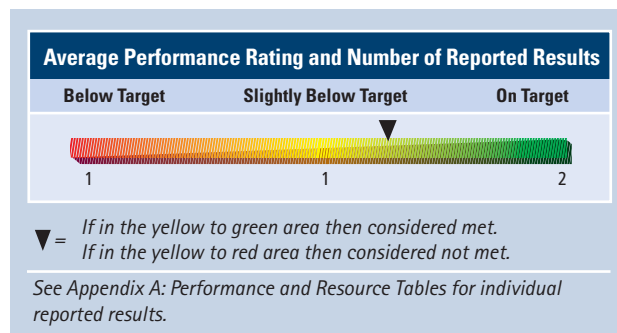 Average Performance Rating and Number of Reported Results
Below Target Slightly Below Target On Target
1 1 2
▼ = If in the yellow to green area then considered met.
If in the yellow to red area then considered not met.
See Appendix A: Performance and Resource Tables for individual
reported results.